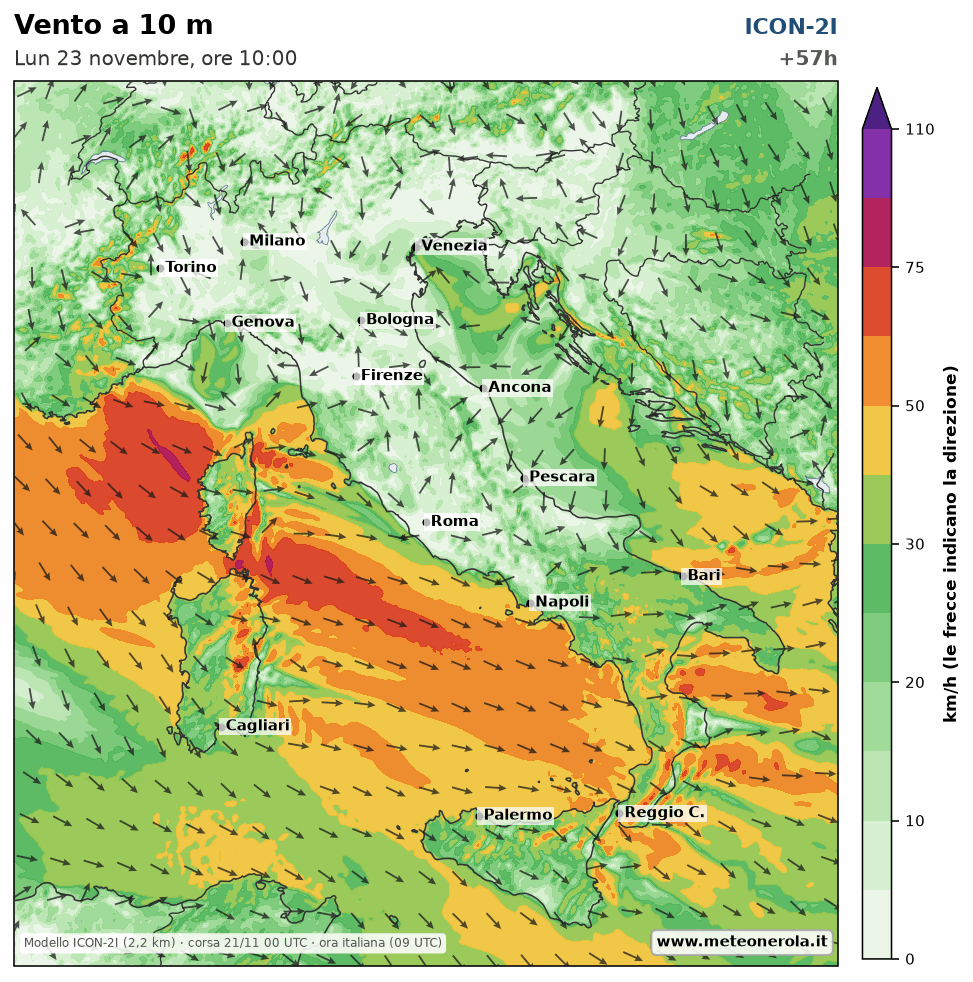 Vento a 10 m
ICON-2I
Lun 23 novembre, ore 10:00
+57h
110
75
50
30
20
10
0
km/h (le frecce indicano la direzione)
Milano
Venezia
Torino
Genova
Bologna
Firenze
Ancona
Pescara
Roma
Bari
Napoli
Cagliari
Palermo
Reggio C.
Modello ICON-2I (2,2 km) · corsa 21/11 00 UTC · ora italiana (09 UTC)
www.meteonerola.it